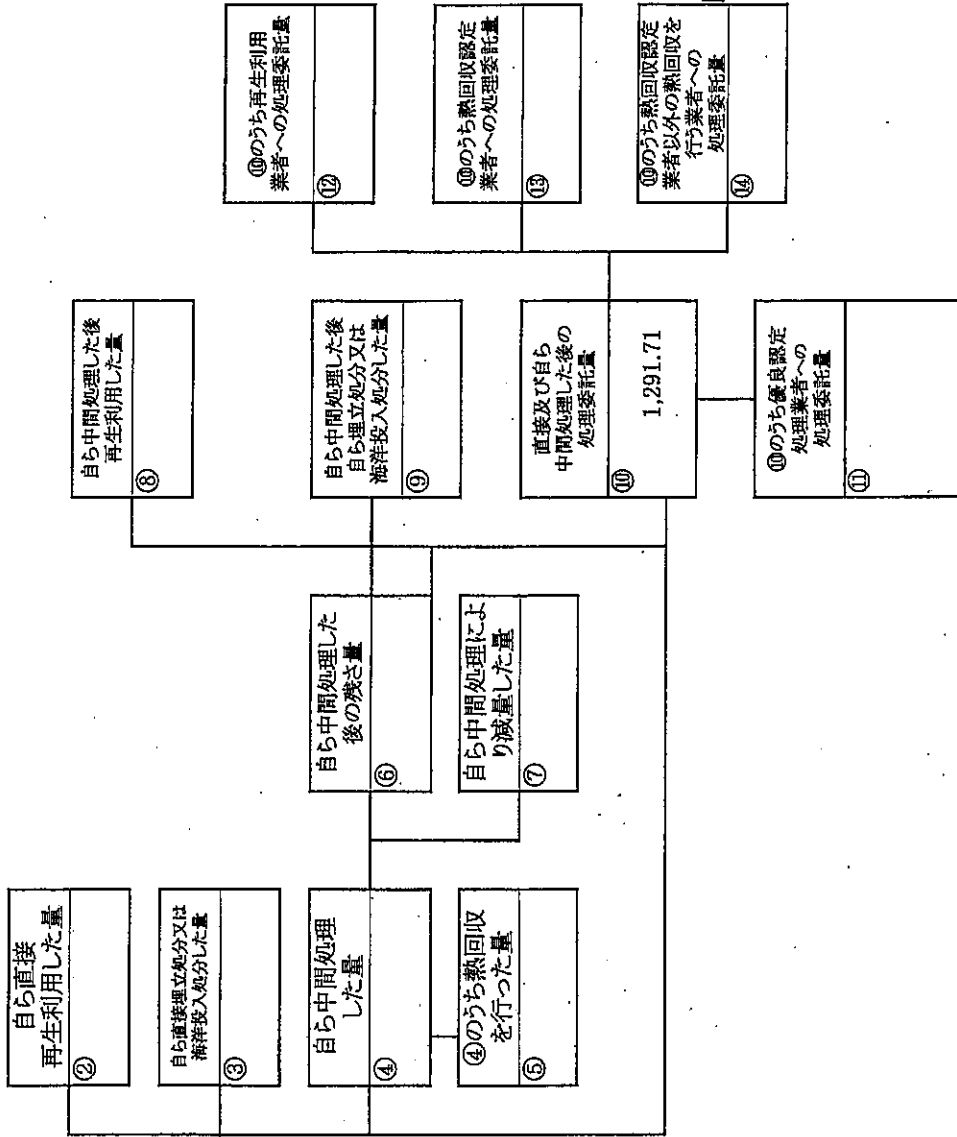 自ら直接
再生利用した量
②
自ら直接埋立処分又は
海洋投入処分した量
③
自ら中間処理
した量
④
④のうち熱回収
を行った量
⑤
自ら中間処理した
後の残さ量
⑥
自ら中間処理によ
り減量した量
⑦
自ら中間処理した後
再生利用した量
⑧
自ら中間処理した後
自ら埋立処分又は
海洋投入処分した量
⑨
直接及び自ら
中間処理した後の
処理委託量
⑩
1,291.71
⑩のうち優良認定
処理業者への
処理委託量
⑪
⑩のうち再生利用
業者への処理委託量
⑫
⑩のうち熱回収認定
業者への処理委託量
⑬
⑩のうち熱回収認定
業者以外の熱回収を
行う業者への
処理委託量
⑭